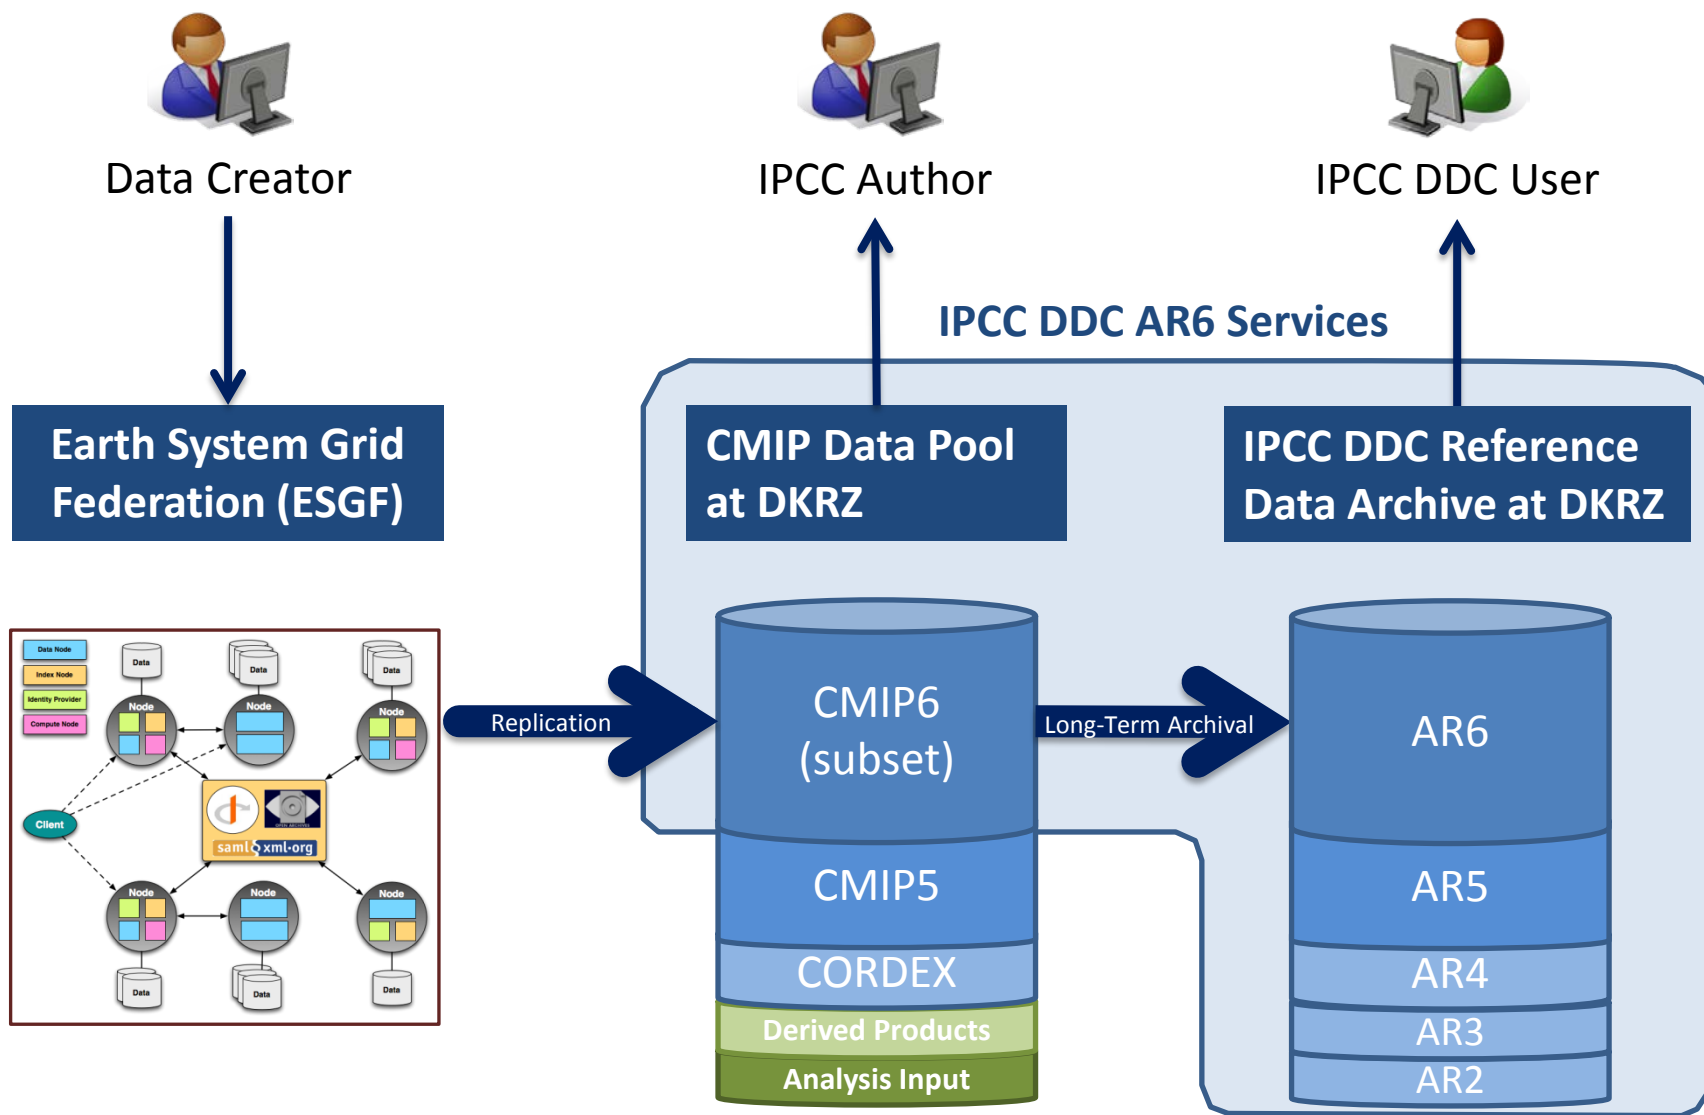 Data Creator
IPCC Author
IPCC DDC User
IPCC DDC AR6 Services
Earth System Grid
Federation (ESGF)
CMIP Data Pool
at DKRZ
IPCC DDC Reference
Data Archive at DKRZ
Data Node
Index Node
Identity Provider
Compute Node
Data
Data
Data
Node
Node
Node
Client
OPEN ARCHIVES
saml xml·org
Node
Node
Node
Data
Data
Data
Replication
CMIP6
(subset)
CMIP5
CORDEX
Derived Products
Analysis Input
Long-Term Archival
AR6
AR5
AR4
AR3
AR2